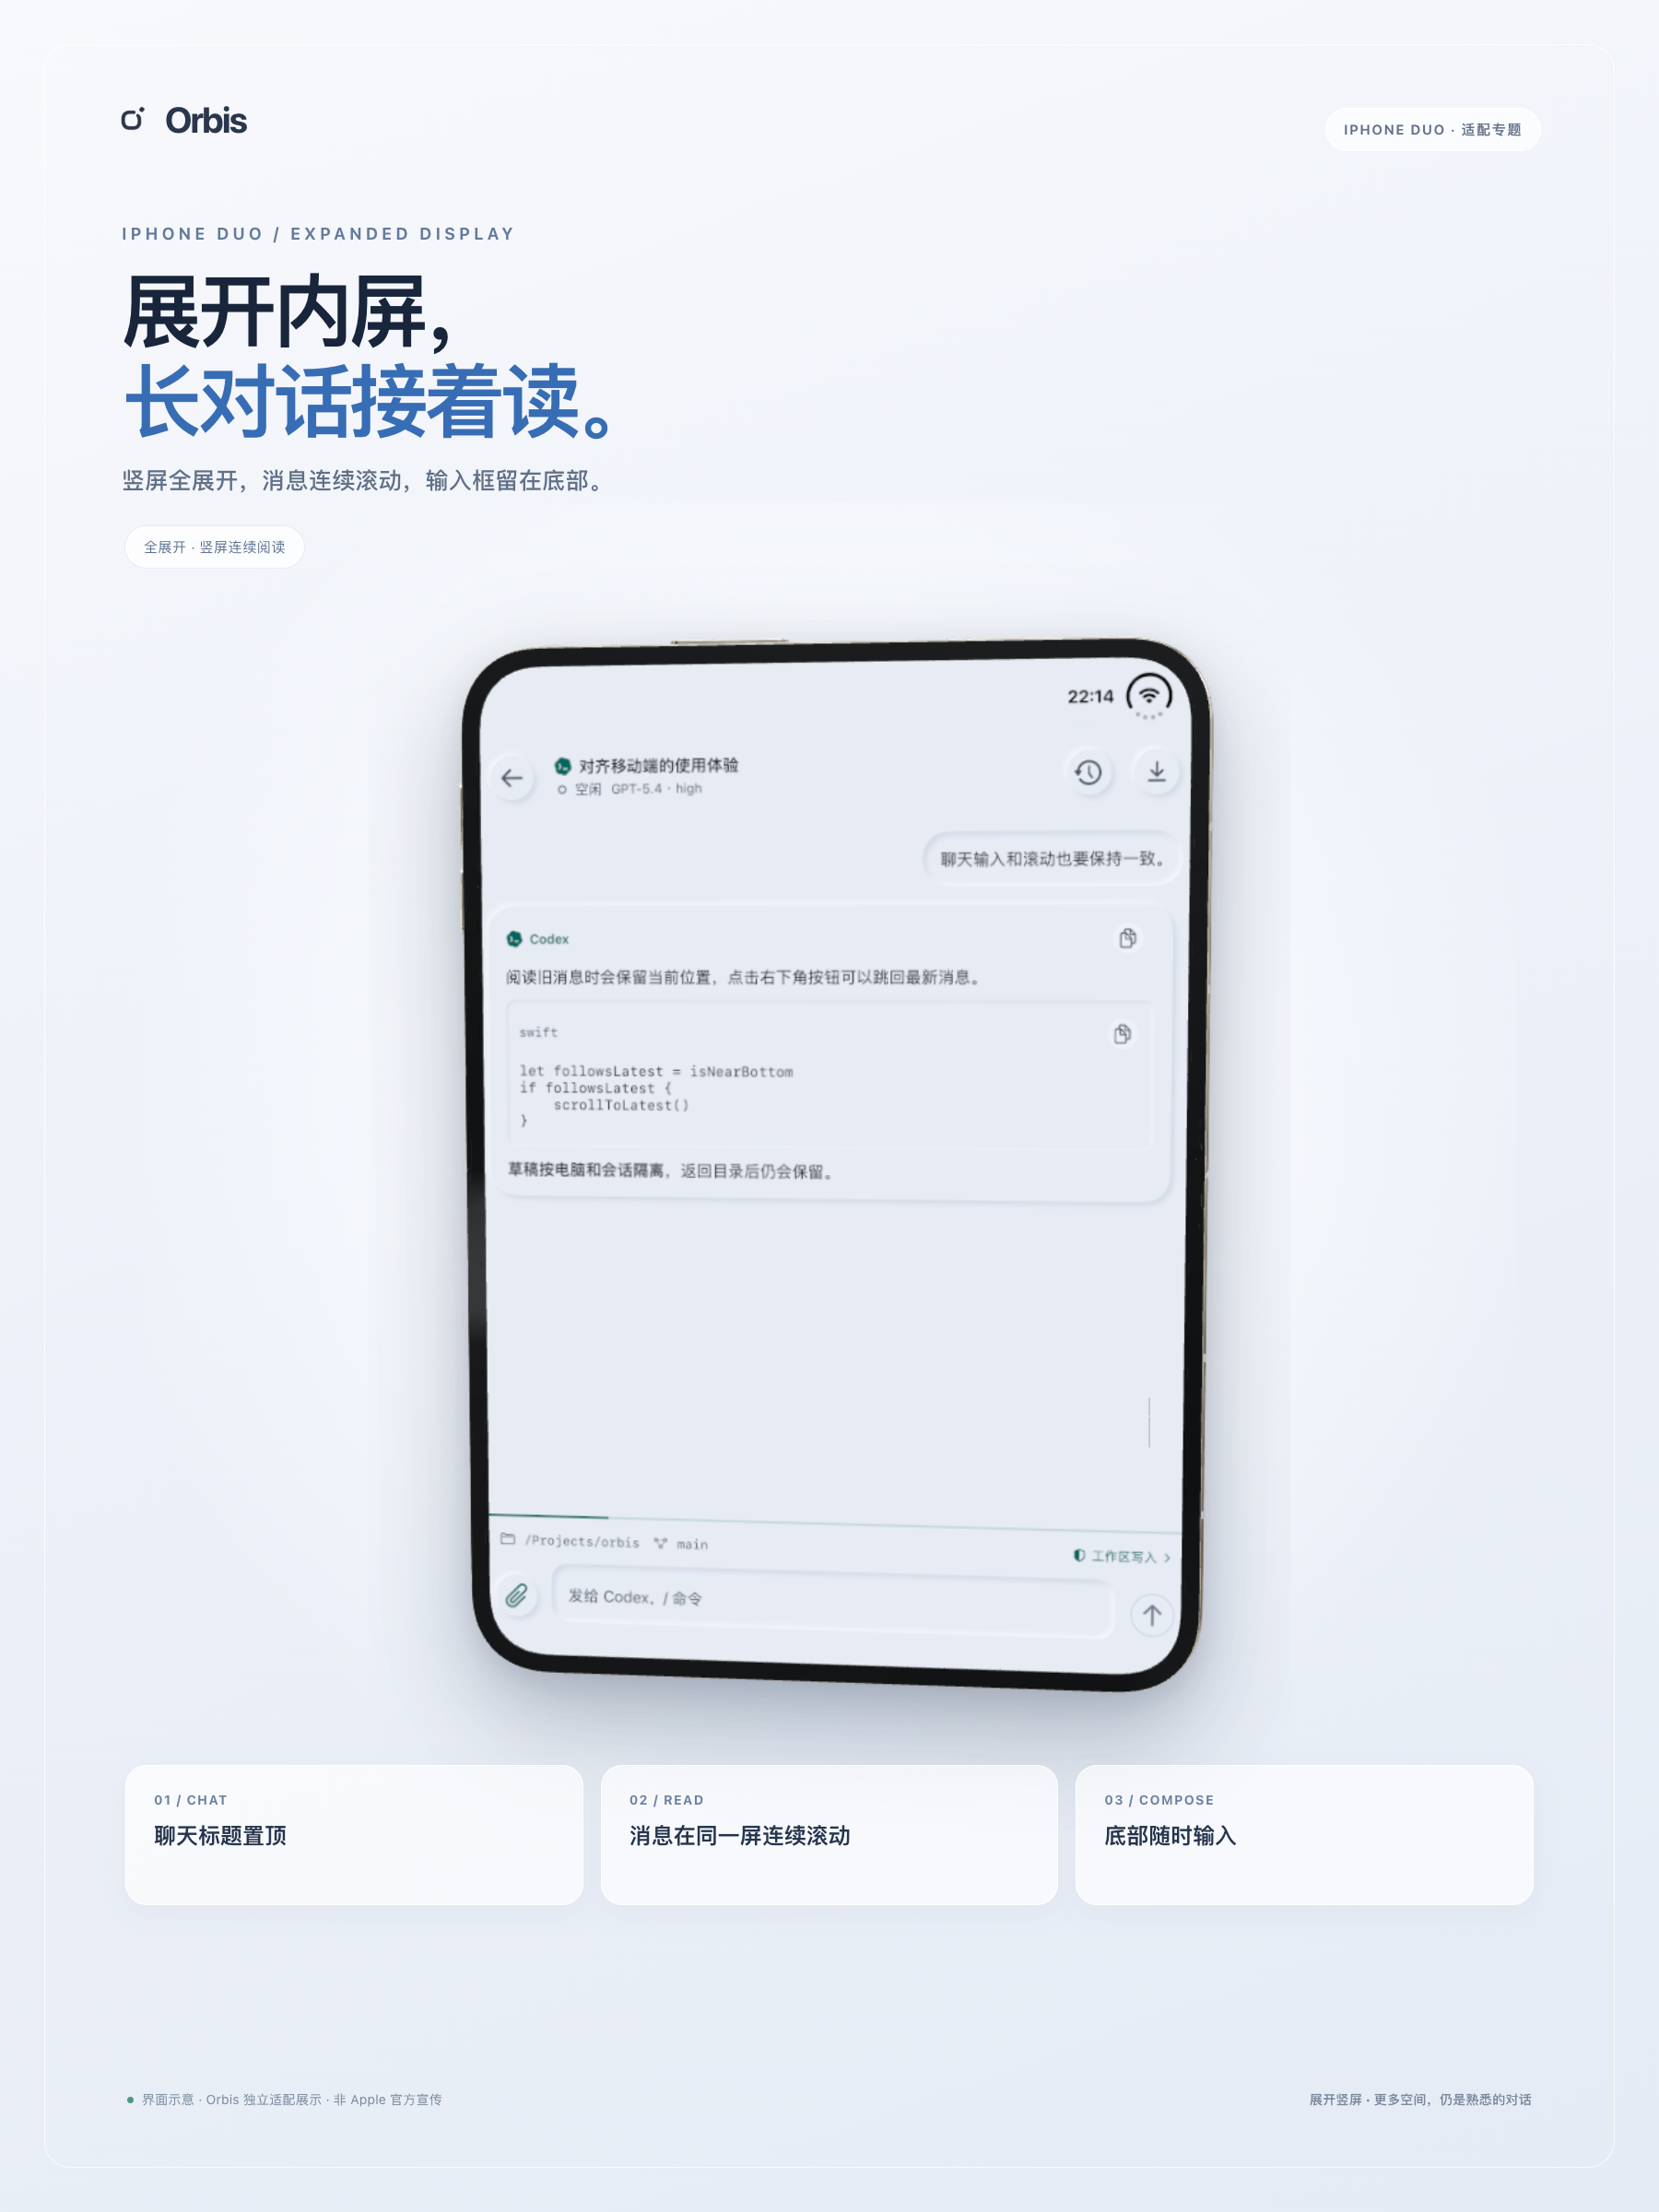 Orbis
IPHONE DUO · 适配专题
IPHONE DUO / EXPANDED DISPLAY
展开内屏，
长对话接着读。
竖屏全展开，消息连续滚动，输入框留在底部。
全展开 · 竖屏连续阅读
22:14
对齐移动端的使用体验
空闲 GPT-5.4 · high
聊天输入和滚动也要保持一致。
Codex
阅读旧消息时会保留当前位置，点击右下角按钮可以跳回最新消息。
swift
let followsLatest = isNearBottom
if followsLatest {
    scrollToLatest()
}
草稿按电脑和会话隔离，返回目录后仍会保留。
/Projects/orbis main
工作区写入
发给 Codex，/ 命令
01 / CHAT
聊天标题置顶
02 / READ
消息在同一屏连续滚动
03 / COMPOSE
底部随时输入
界面示意 · Orbis 独立适配展示 · 非 Apple 官方宣传
展开竖屏 · 更多空间，仍是熟悉的对话